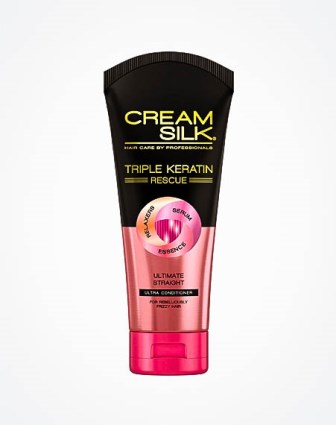 CREAM
SILK
HAIR CARE BY PROFESSIONALS
TRIPLE KERATIN
RESCUE
RELAXERS
SERUM
ESSENCE
ULTIMATE
STRAIGHT
ULTRA CONDITIONER
FOR REBELLIOUSLY
FRIZZY HAIR